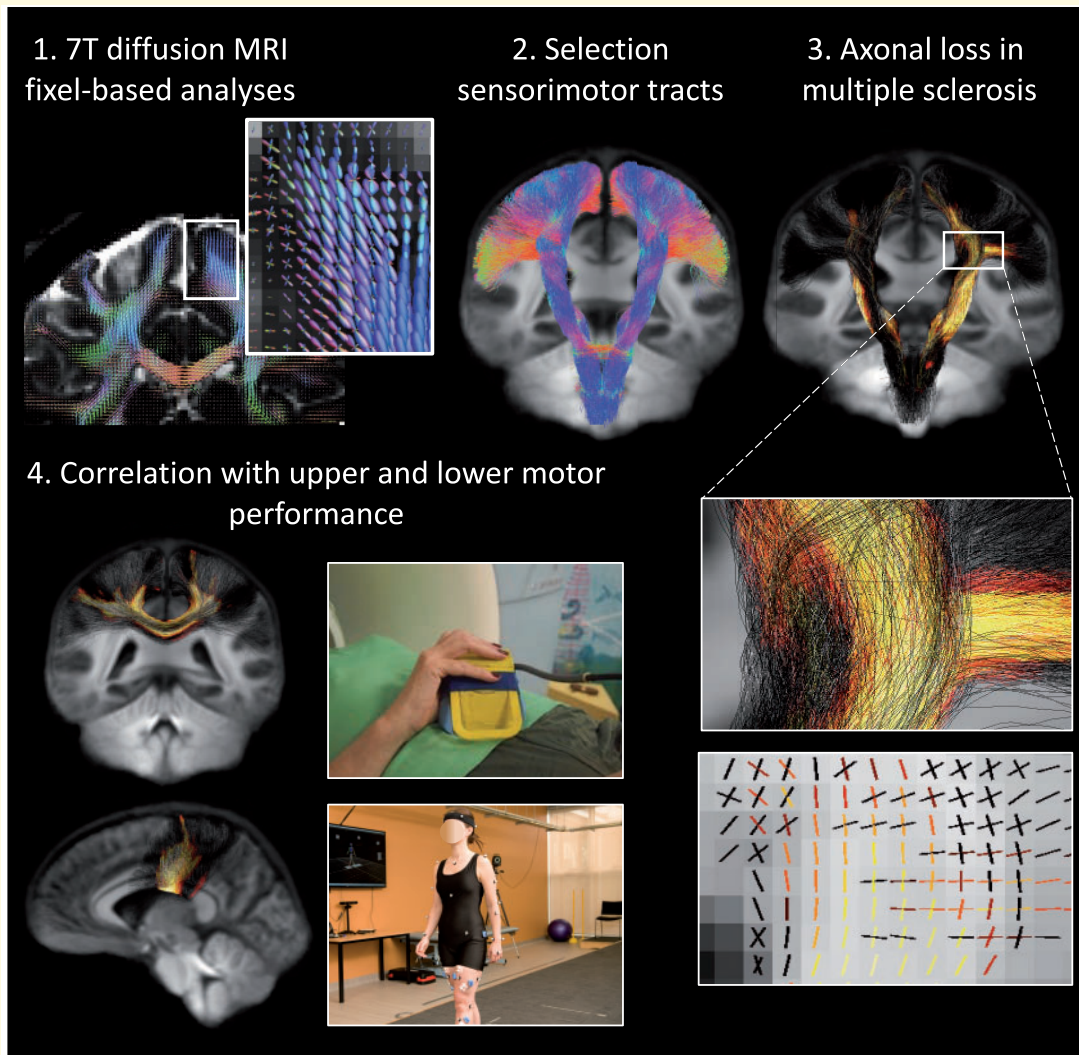 1. 7T diffusion MRI
fixel-based analyses
2. Selection
sensorimotor tracts
3. Axonal loss in
multiple sclerosis
4. Correlation with upper and lower motor
performance